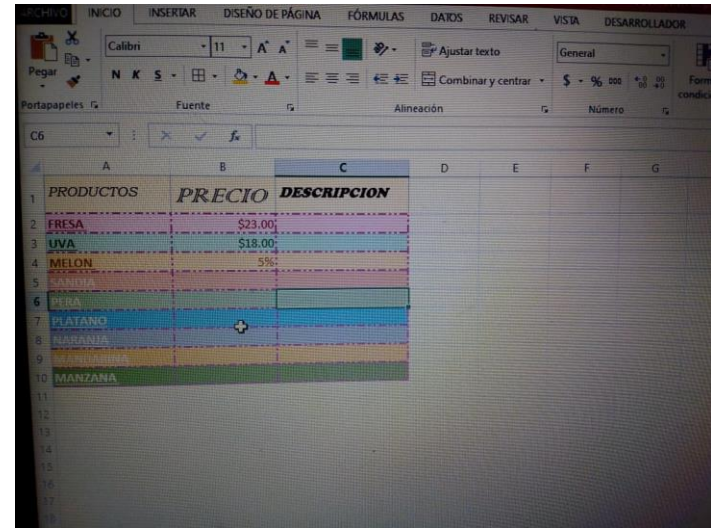 ARCHIVO INICIO INSERTAR DISEÑO DE PÁGINA FÓRMULAS DATOS REVISAR VISTA DESARROLLADOR
Calibri 11 A A Ajustar texto General
Pegar N K S A Combinar y centrar $ % 000
Portapapeles Fuente Alineación Número
C6 fx
A B C D E F G
1 PRODUCTOS PRECIO DESCRIPCION
2 FRESA $23.00
3 UVA $18.00
4 MELON 5%
5 SANDIA
6 PERA
7 PLATANO
8 NARANJA
9 MANDARINA
10 MANZANA
11
12
13
14
15
16
17